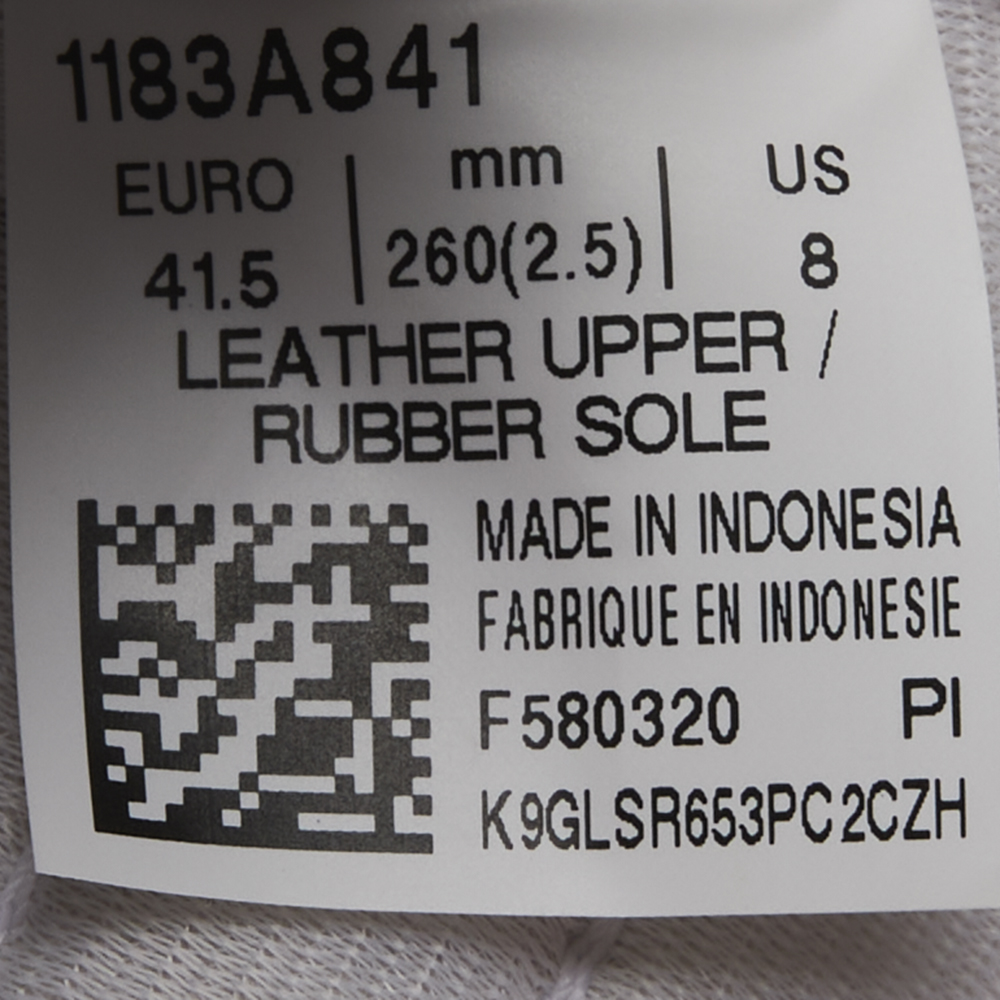 1183A841
EURO | mm | US
41.5 | 260(2.5) | 8
LEATHER UPPER /
RUBBER SOLE
MADE IN INDONESIA
FABRIQUE EN INDONESIE
F580320 PI
K9GLSR653PC2CZH